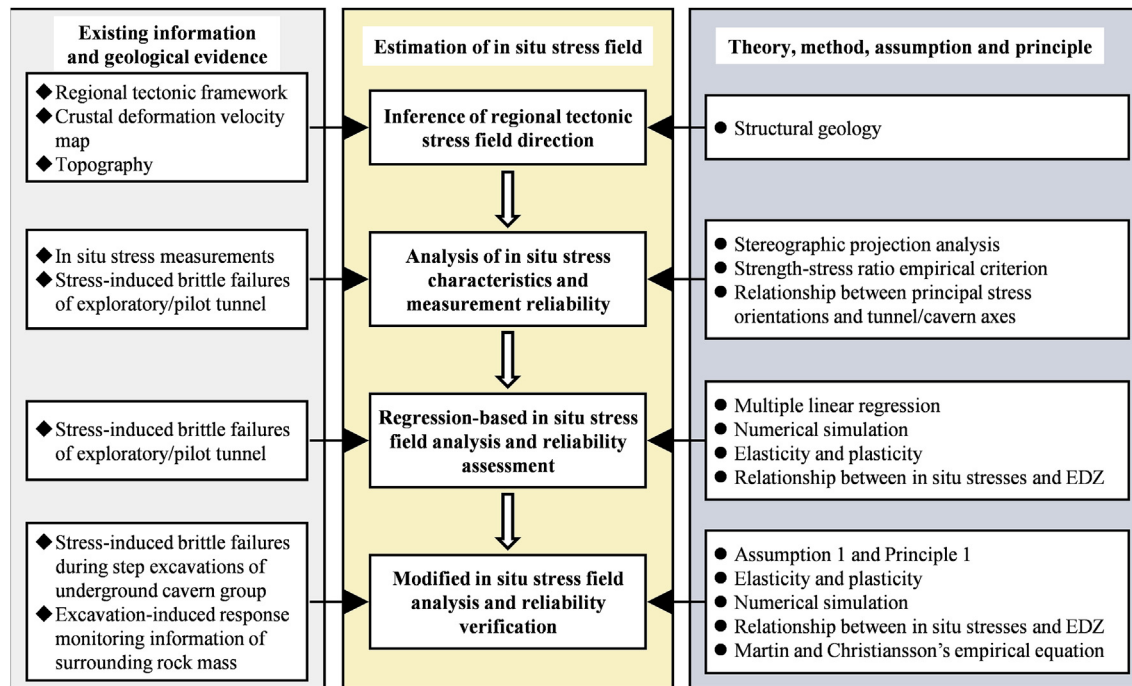 Existing information
and geological evidence
Estimation of in situ stress field
Theory, method, assumption and principle
◆ Regional tectonic framework
◆ Crustal deformation velocity
map
◆ Topography
Inference of regional tectonic
stress field direction
● Structural geology
◆ In situ stress measurements
◆ Stress-induced brittle failures
of exploratory/pilot tunnel
Analysis of in situ stress
characteristics and
measurement reliability
● Stereographic projection analysis
● Strength-stress ratio empirical criterion
● Relationship between principal stress
orientations and tunnel/cavern axes
◆ Stress-induced brittle failures
of exploratory/pilot tunnel
Regression-based in situ stress
field analysis and reliability
assessment
● Multiple linear regression
● Numerical simulation
● Elasticity and plasticity
● Relationship between in situ stresses and EDZ
◆ Stress-induced brittle failures
during step excavations of
underground cavern group
◆ Excavation-induced response
monitoring information of
surrounding rock mass
Modified in situ stress field
analysis and reliability
verification
● Assumption 1 and Principle 1
● Elasticity and plasticity
● Numerical simulation
● Relationship between in situ stresses and EDZ
● Martin and Christiansson’s empirical equation